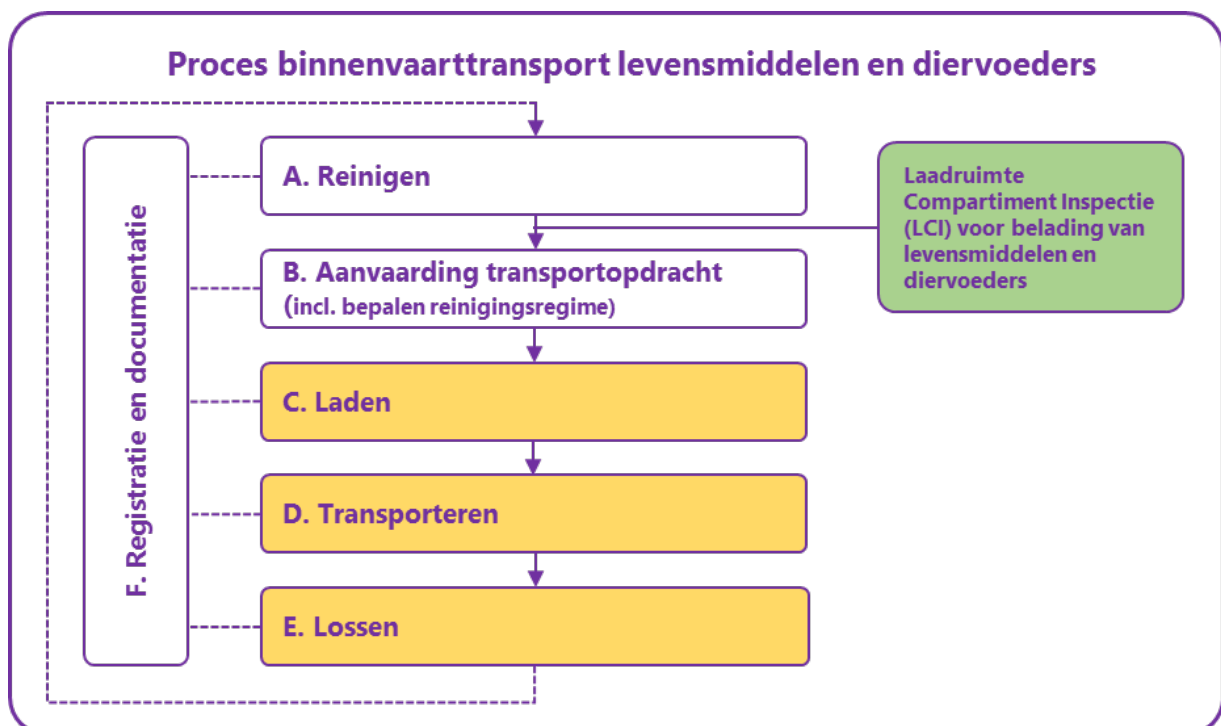 Proces binnenvaarttransport levensmiddelen en diervoeders
F. Registratie en documentatie
A. Reinigen
B. Aanvaarding transportopdracht
(incl. bepalen reinigingsregime)
C. Laden
D. Transporteren
E. Lossen
Laadruimte
Compartiment Inspectie
(LCI) voor belading van
levensmiddelen en
diervoeders